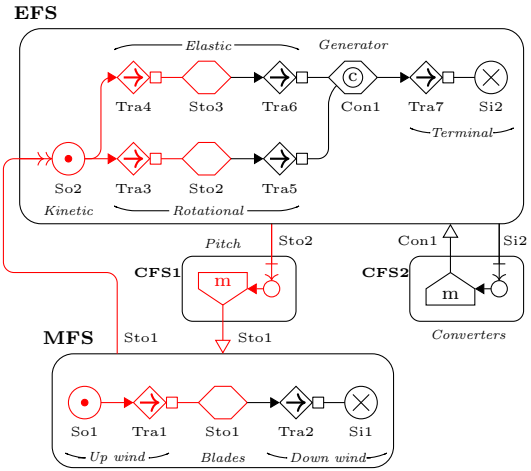 EFS
Elastic
Generator
©
Tra4
Sto3
Tra6
Con1
Tra7
Si2
Terminal
So2
Tra3
Sto2
Tra5
Kinetic
Rotational
Pitch
Sto2
Con1
Si2
CFS1
CFS2
m
m
Converters
MFS
Sto1
Sto1
So1
Tra1
Sto1
Tra2
Si1
Up wind
Blades
Down wind